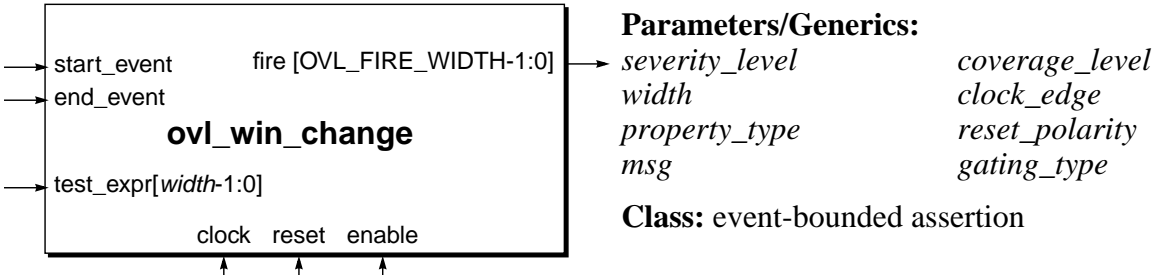 start_event fire [OVL_FIRE_WIDTH-1:0]
end_event
ovl_win_change
test_expr[width-1:0]
clock reset enable
Parameters/Generics:
severity_level coverage_level
width clock_edge
property_type reset_polarity
msg gating_type
Class: event-bounded assertion